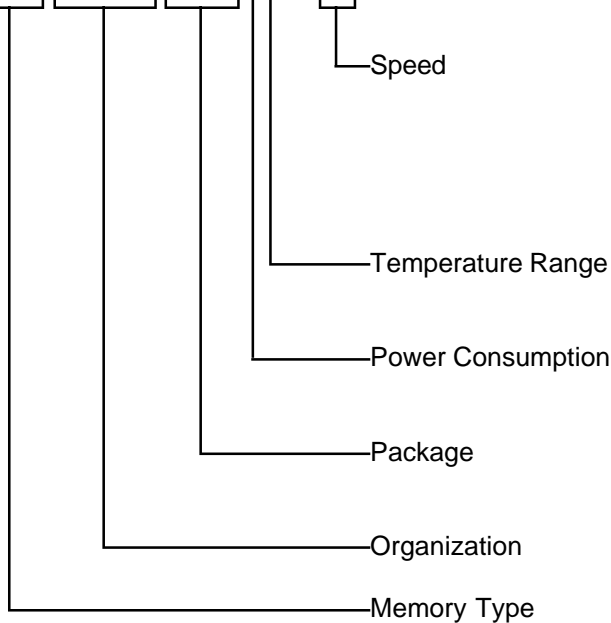 Speed
Temperature Range
Power Consumption
Package
Organization
Memory Type